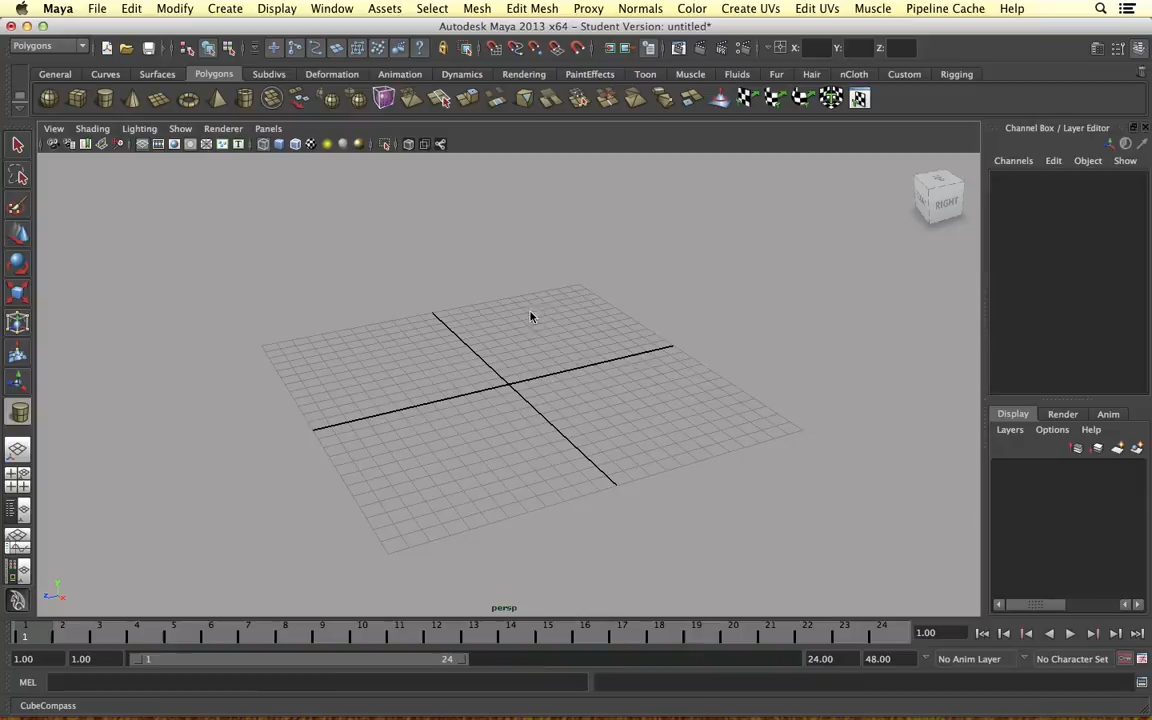 Maya File Edit Modify Create Display Window Assets Select Mesh Edit Mesh Proxy Normals Color Create UVs Edit UVs Muscle Pipeline Cache Help
Autodesk Maya 2013 x64 - Student Version: untitled*
Polygons X: Y: Z:
General Curves Surfaces Polygons Subdivs Deformation Animation Dynamics Rendering PaintEffects Toon Muscle Fluids Fur Hair nCloth Custom Rigging
View Shading Lighting Show Renderer Panels
Channel Box / Layer Editor
Channels Edit Object Show
RIGHT
Display Render Anim
Layers Options Help
y
z x
persp
1 2 3 4 5 6 7 8 9 10 11 12 13 14 15 16 17 18 19 20 21 22 23 24
1 1.00
1.00 1.00 1 24 24.00 48.00 No Anim Layer No Character Set
MEL
CubeCompass